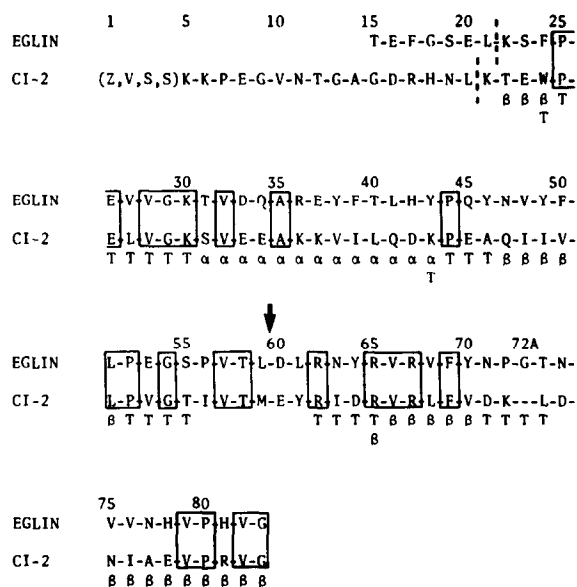 1 5 10 15 20 25
EGLIN T-E-F-G-S-E-L-K-S-F-P-
CI-2 (Z,V,S,S)K-K-P-E-G-V-N-T-G-A-G-D-R-H-N-L-K-T-E-W-P-
β β β T
T
30 35 40 45 50
EGLIN E-V-V-G-K-T-V-D-Q-A-R-E-Y-F-T-L-H-Y-P-Q-Y-N-V-Y-F-
CI-2 E-L-V-G-K-S-V-E-E-A-K-K-V-I-L-Q-D-K-P-E-A-Q-I-I-V-
T T T T T α α α α α α α α α α α α α T T T β β β β
T
55 60 65 70 72A
EGLIN L-P-E-G-S-P-V-T-L-D-L-R-N-Y-R-V-R-V-F-Y-N-P-G-T-N-
CI-2 L-P-V-G-T-I-V-T-M-E-Y-R-I-D-R-V-R-L-F-V-D-K--L-D-
β T T T T T T T T β β β β β T T T T
β
75 80
EGLIN V-V-N-H-V-P-H-V-G
CI-2 N-I-A-E-V-P-R-V-G
β β β β β β β β β